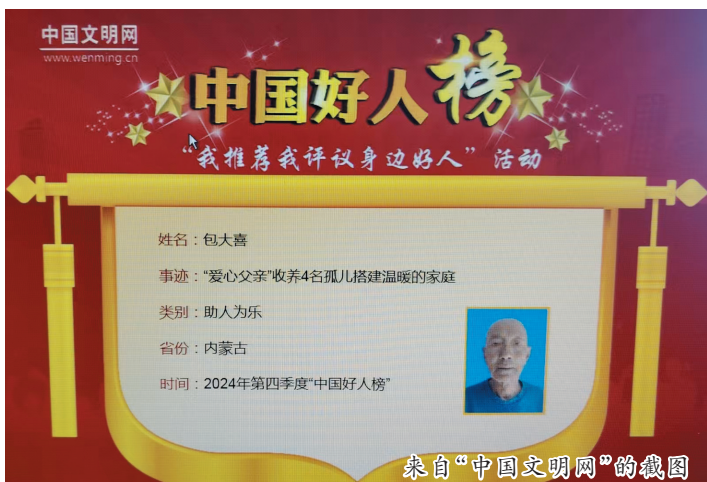 中国文明网
www.wenming.cn
中国好人榜
“我推荐我评议身边好人”活动
姓名：包大喜
事迹：“爱心父亲”收养4名孤儿搭建温暖的家庭
类别：助人为乐
省份：内蒙古
时间：2024年第四季度“中国好人榜”
来自“中国文明网”的截图